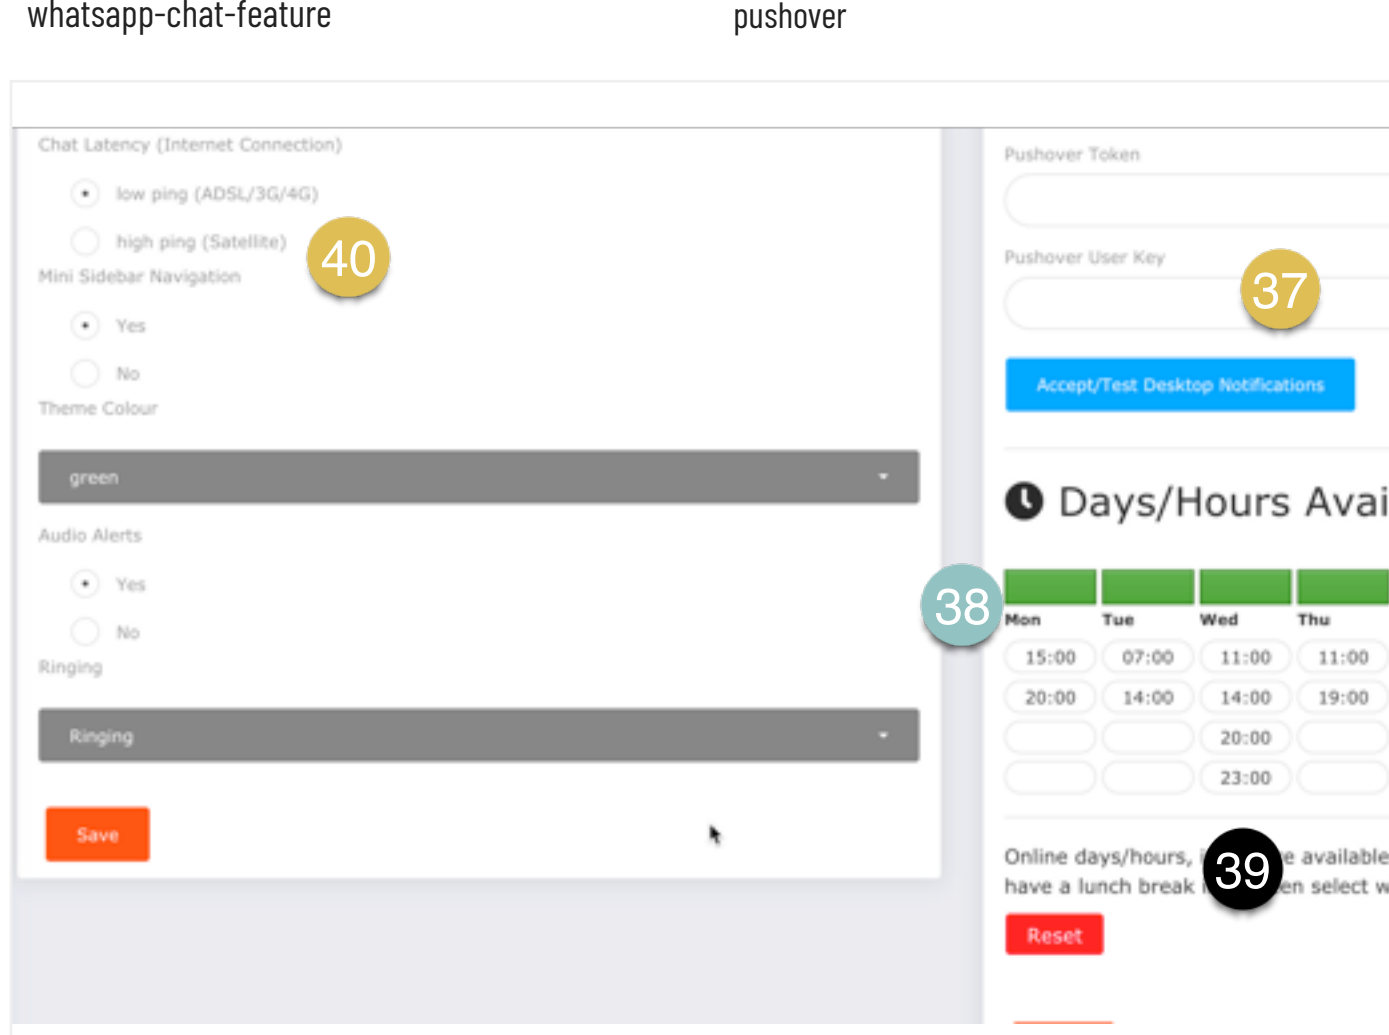 whatsapp-chat-feature
pushover
Chat Latency (Internet Connection)
low ping (ADSL/3G/4G)
high ping (Satellite)
40
Mini Sidebar Navigation
Yes
No
Theme Colour
green
Audio Alerts
Yes
No
Ringing
Ringing
Save
Pushover Token
Pushover User Key
37
Accept/Test Desktop Notifications
Days/Hours Avai
38
Mon Tue Wed Thu
15:00 07:00 11:00 11:00
20:00 14:00 14:00 19:00
20:00
23:00
Online days/hours, available
39
have a lunch break select w
Reset